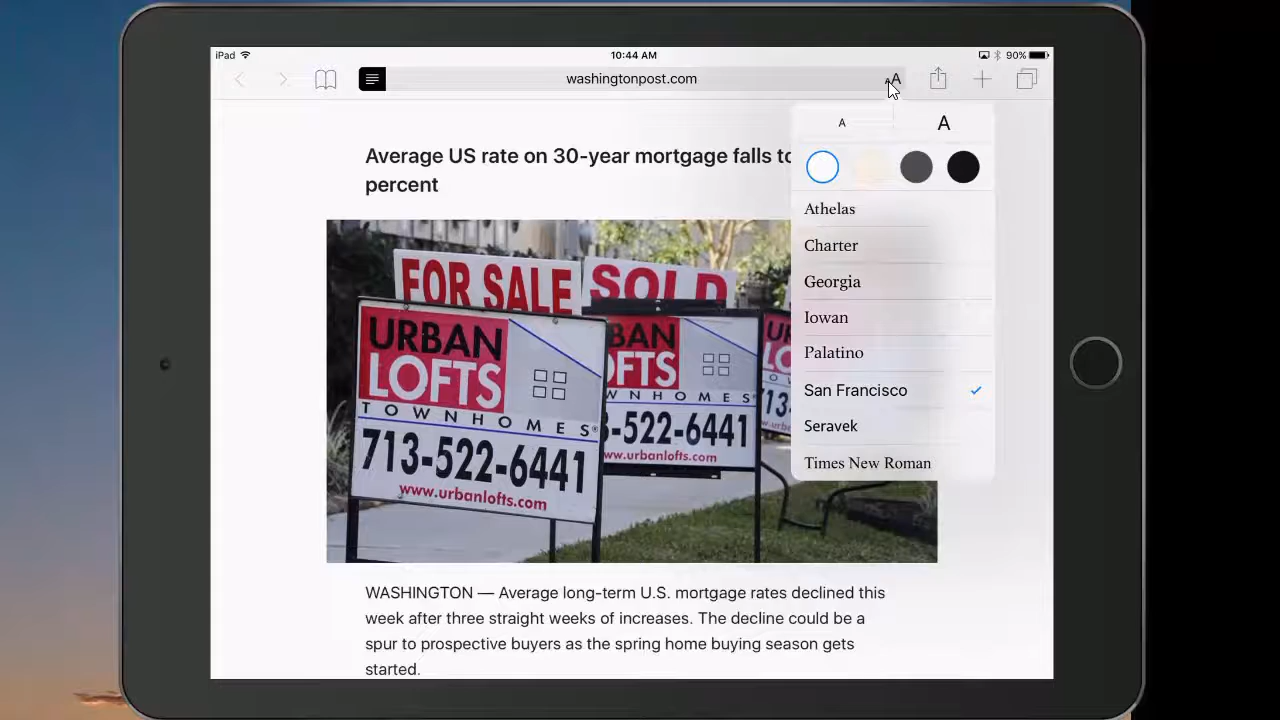 iPad
10:44 AM
90%
washingtonpost.com
AA
A A
Average US rate on 30-year mortgage falls to
percent
Athelas
Charter
Georgia
Iowan
Palatino
San Francisco
Seravek
Times New Roman
FOR SALE
SOLD
URBAN
LOFTS
TOWNHOMES®
713-522-6441
www.urbanlofts.com
BAN
OFTS
WNHOMES®
3-522-6441
ww.urbanlofts.com
WASHINGTON — Average long-term U.S. mortgage rates declined this
week after three straight weeks of increases. The decline could be a
spur to prospective buyers as the spring home buying season gets
started.